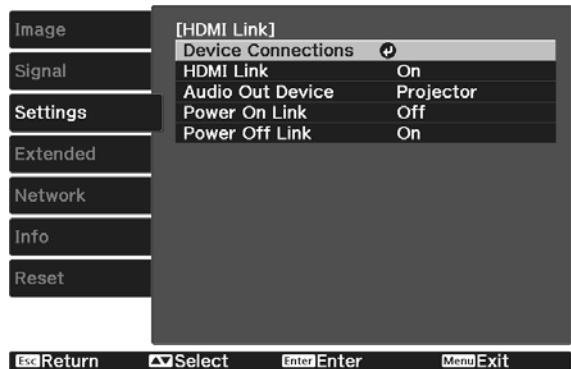 Image
Signal
Settings
Extended
Network
Info
Reset
[HDMI Link]
Device Connections
HDMI Link On
Audio Out Device Projector
Power On Link Off
Power Off Link On
Esc Return Select Enter Enter Menu Exit